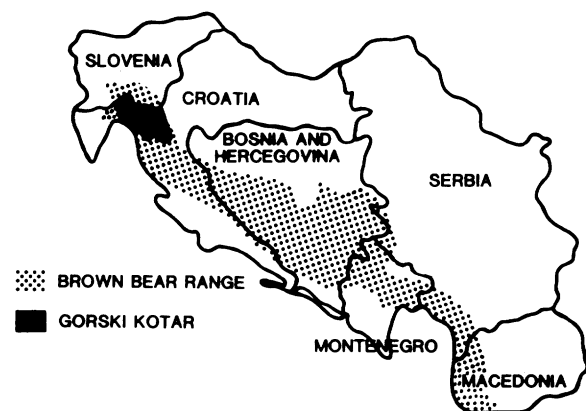 SLOVENIA
CROATIA
BOSNIA AND
HERCEGOVINA
SERBIA
BROWN BEAR RANGE
GORSKI KOTAR
MONTENEGRO
MACEDONIA